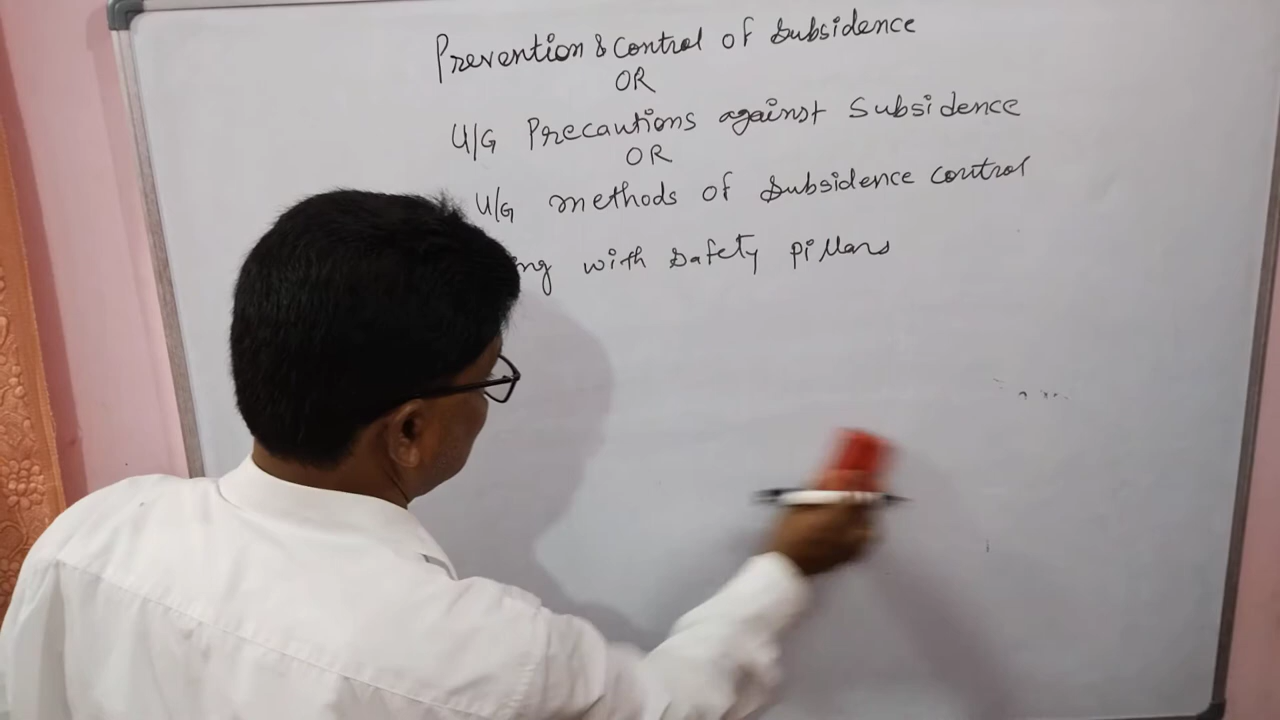 Prevention & Control of Subsidence
OR
U/G Precautions against Subsidence
OR
U/G methods of Subsidence control
with Safety pillars